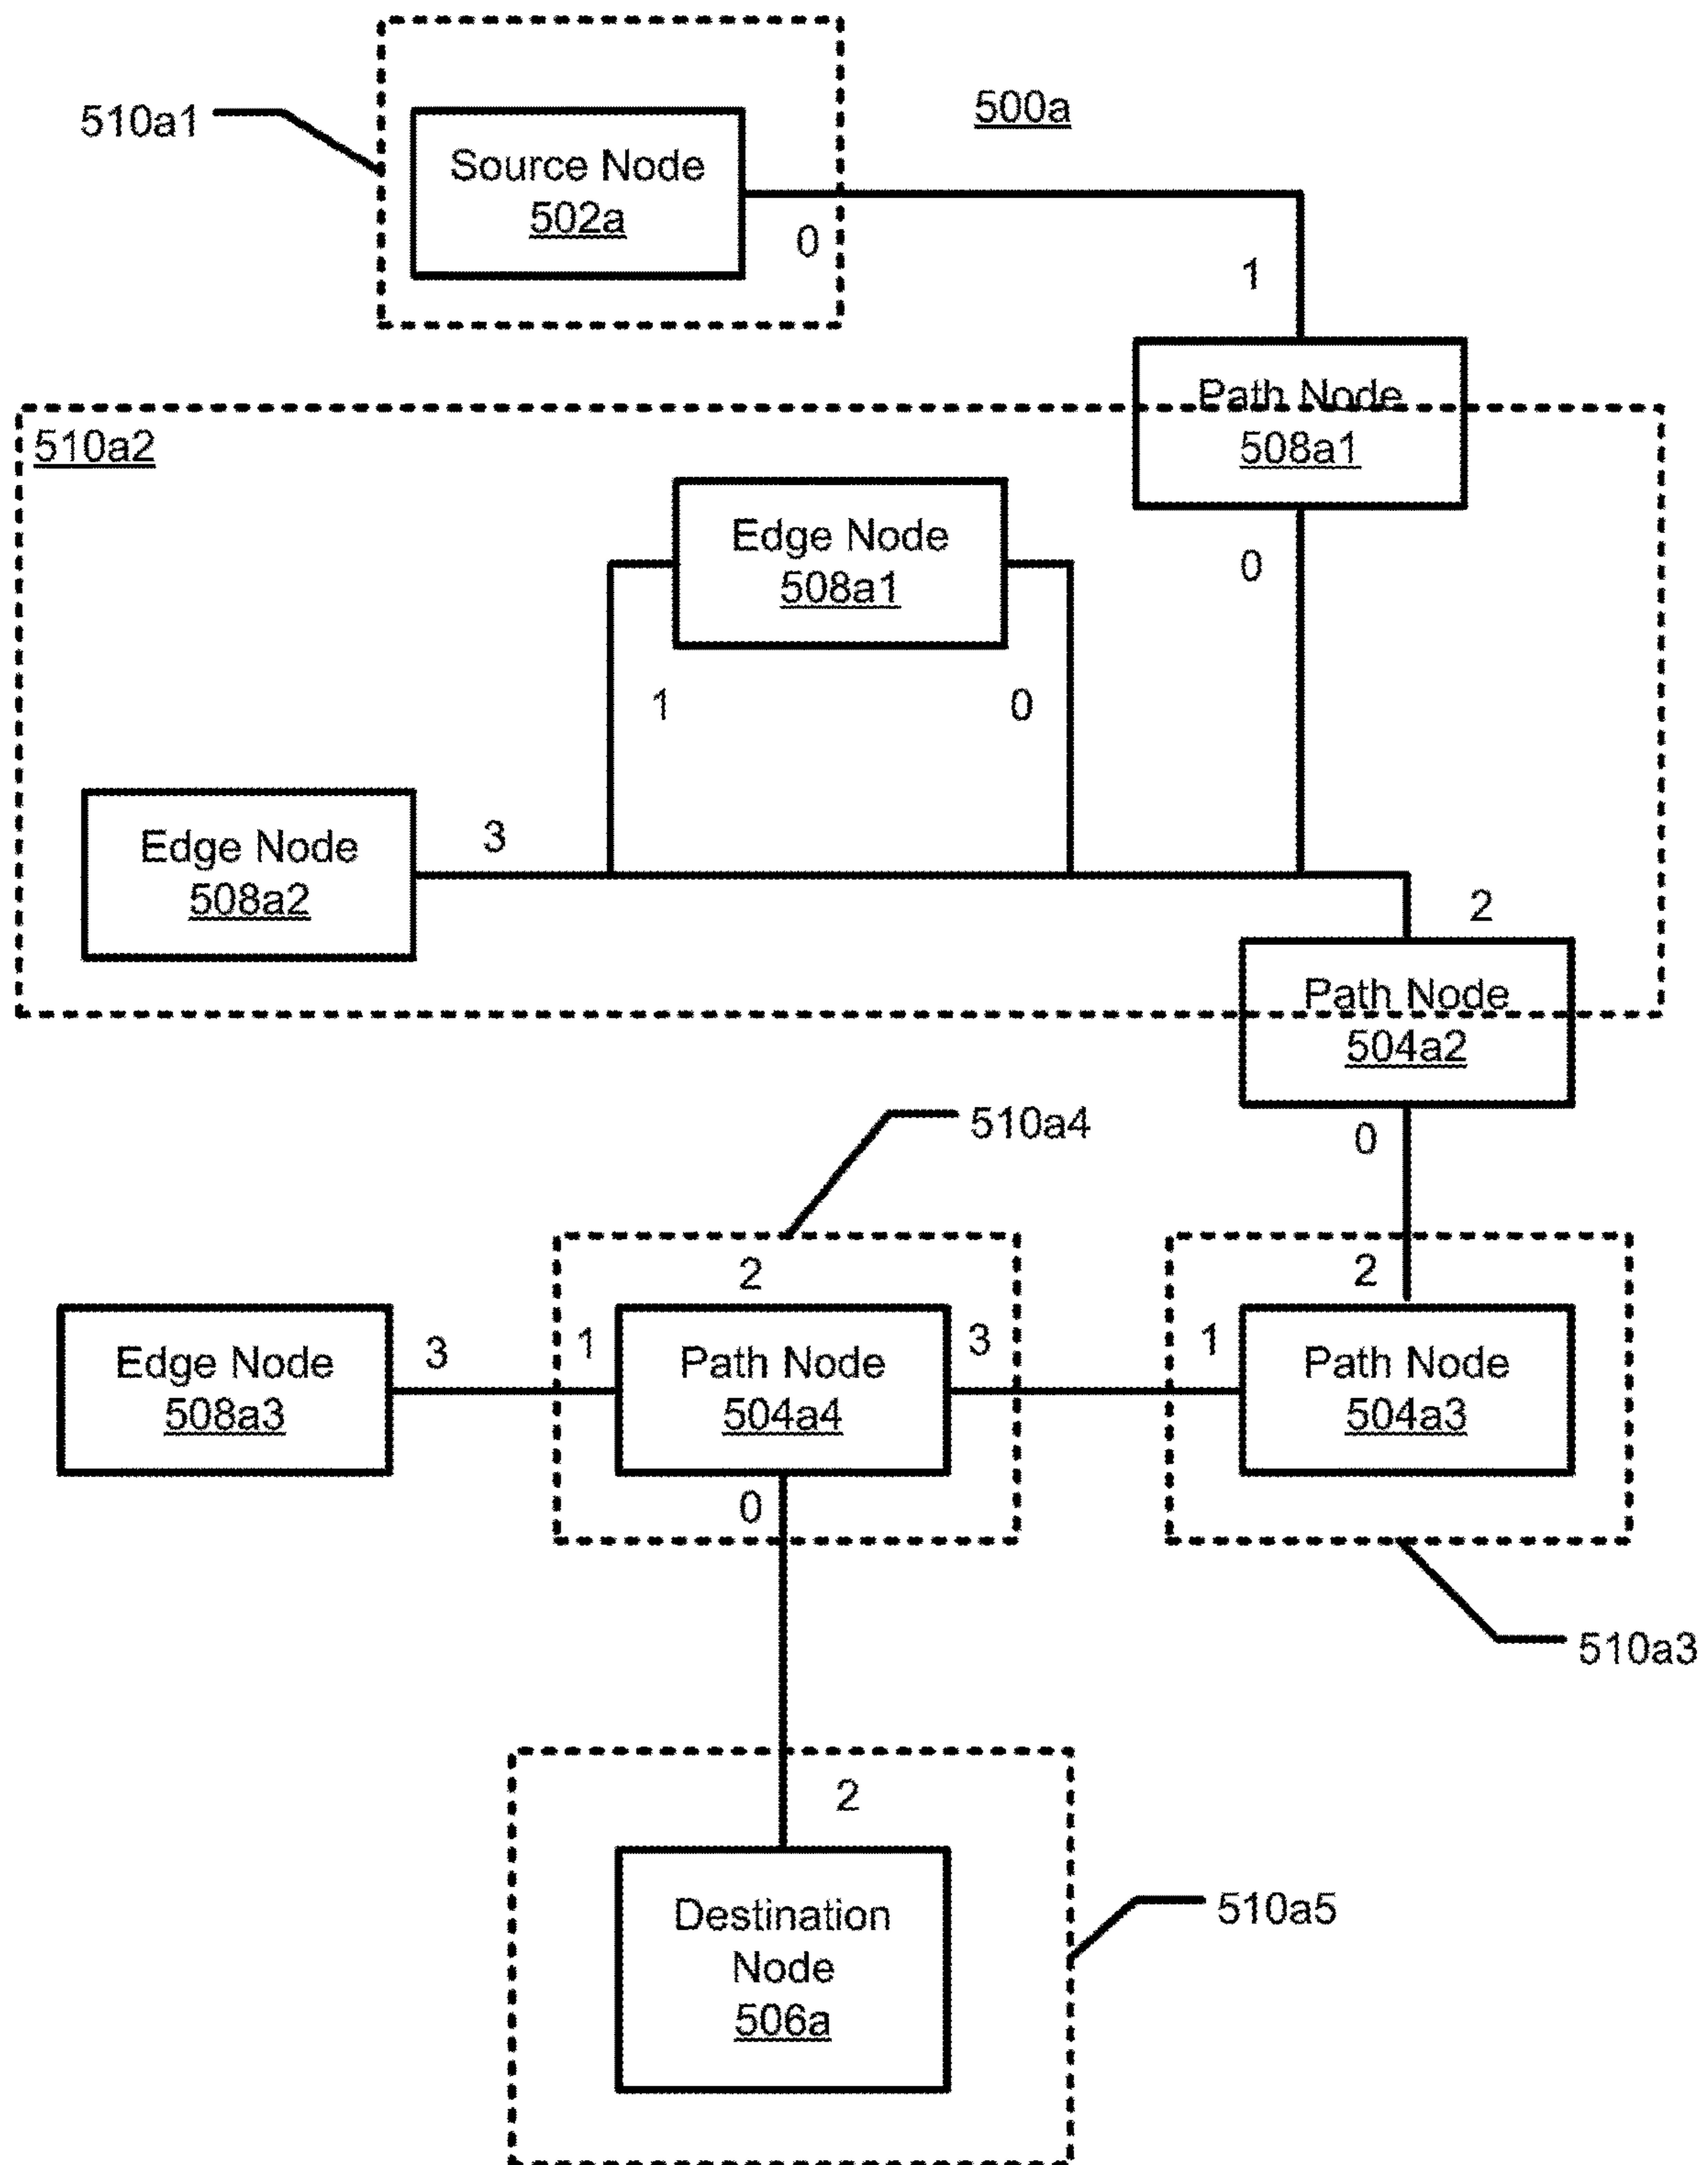 500a
510a1
Source Node
502a
0
1
Path Node
508a1
0
510a2
Edge Node
508a1
1
0
Edge Node
508a2
3
2
Path Node
504a2
0
510a4
2
2
Edge Node
508a3
3
1
Path Node
504a4
3
1
Path Node
504a3
0
510a3
2
Destination
Node
506a
510a5